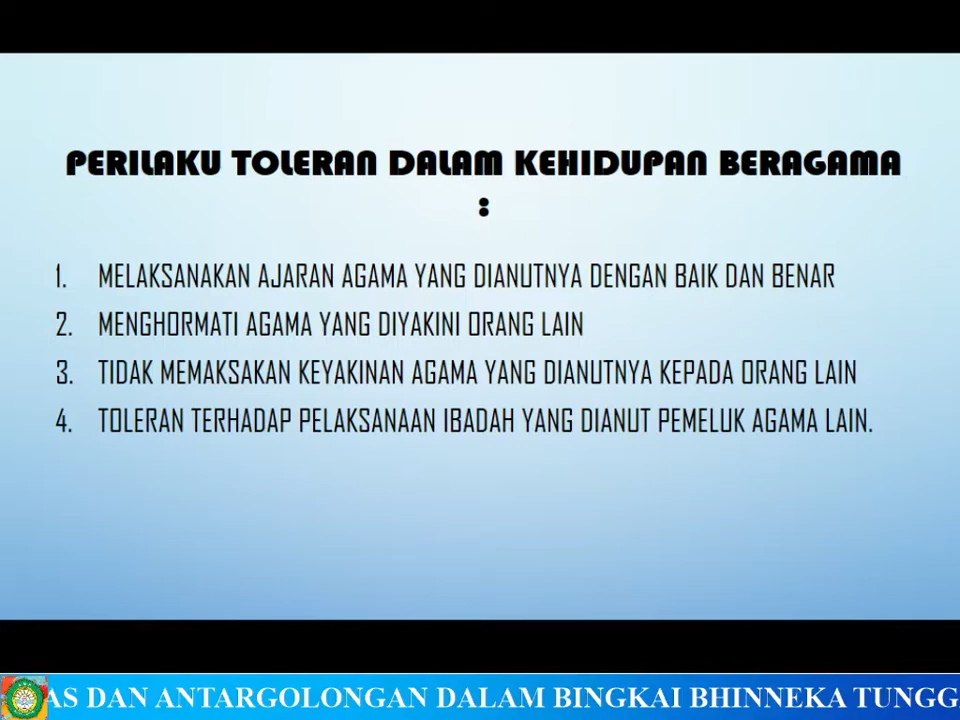 PERILAKU TOLERAN DALAM KEHIDUPAN BERAGAMA
:
1. MELAKSANAKAN AJARAN AGAMA YANG DIANUTNYA DENGAN BAIK DAN BENAR
2. MENGHORMATI AGAMA YANG DIYAKINI ORANG LAIN
3. TIDAK MEMAKSAKAN KEYAKINAN AGAMA YANG DIANUTNYA KEPADA ORANG LAIN
4. TOLERAN TERHADAP PELAKSANAAN IBADAH YANG DIANUT PEMELUK AGAMA LAIN.
AS DAN ANTARGOLONGAN DALAM BINGKAI BHINNEKA TUNGG